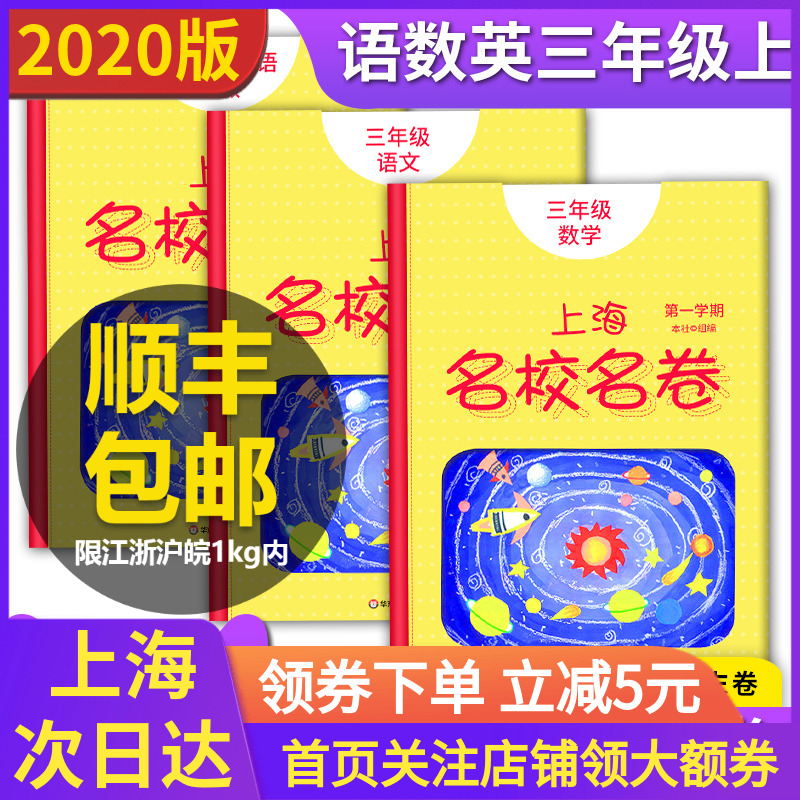 2020版
语数英三年级上
语
三年级
语文
三年级
数学
上海
第一学期
本社◎组编
名校名卷
名校
名校
顺丰
包邮
限江浙沪皖1kg内
上海
次日达
领券下单 立减5元
生卷
首页关注店铺领大额券